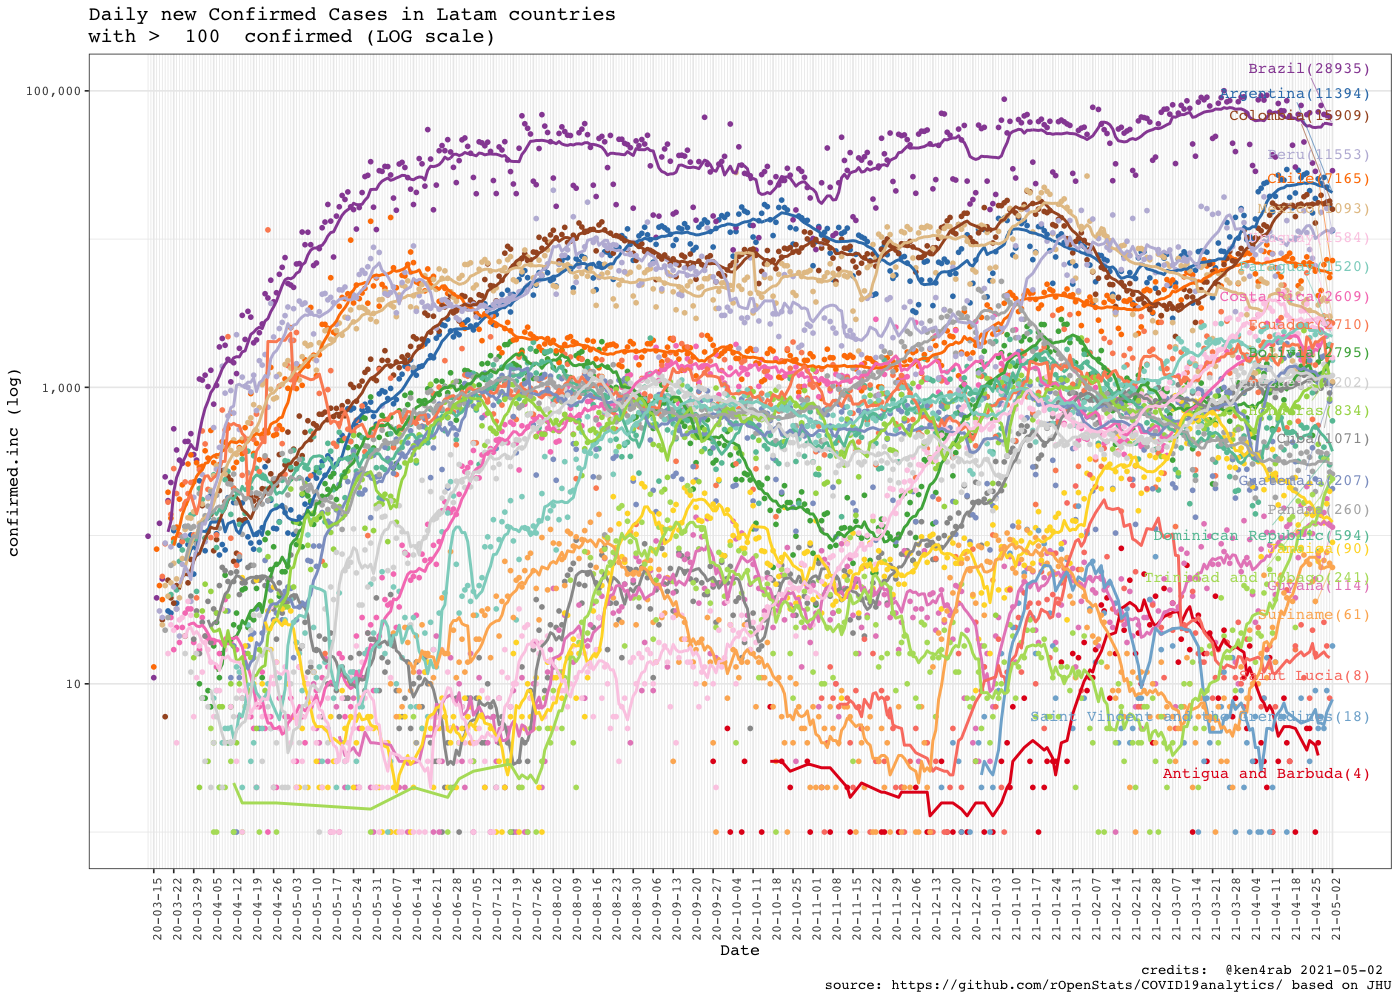 Daily new Confirmed Cases in Latam countries
with >  100  confirmed (LOG scale)
Brazil(28935)
100,000
Argentina(11394)
Colombia(15909)
Peru(11553)
Chile(7165)
Mexico(1093)
Uruguay(1584)
Paraguay(1520)
Costa Rica(2609)
Ecuador(2710)
Bolivia(2795)
1,000
Honduras(834)
Cuba(1071)
Guatemala(207)
Panama(260)
Dominican Republic(594)
Trinidad and Tobago(241)
Guyana(114)
Suriname(61)
10
Saint Lucia(8)
Saint Vincent and the Grenadines(18)
Antigua and Barbuda(4)
confirmed.inc (log)
20-03-15
20-03-22
20-03-29
20-04-05
20-04-12
20-04-19
20-04-26
20-05-03
20-05-10
20-05-17
20-05-24
20-05-31
20-06-07
20-06-14
20-06-21
20-06-28
20-07-05
20-07-12
20-07-19
20-07-26
20-08-02
20-08-09
20-08-16
20-08-23
20-08-30
20-09-06
20-09-13
20-09-20
20-09-27
20-10-04
20-10-11
20-10-18
20-10-25
20-11-01
20-11-08
20-11-15
20-11-22
20-11-29
20-12-06
20-12-13
20-12-20
20-12-27
21-01-03
21-01-10
21-01-17
21-01-24
21-01-31
21-02-07
21-02-14
21-02-21
21-02-28
21-03-07
21-03-14
21-03-21
21-03-28
21-04-04
21-04-11
21-04-18
21-04-25
21-05-02
Date
credits:  @ken4rab 2021-05-02
source: https://github.com/rOpenStats/COVID19analytics/ based on JHU